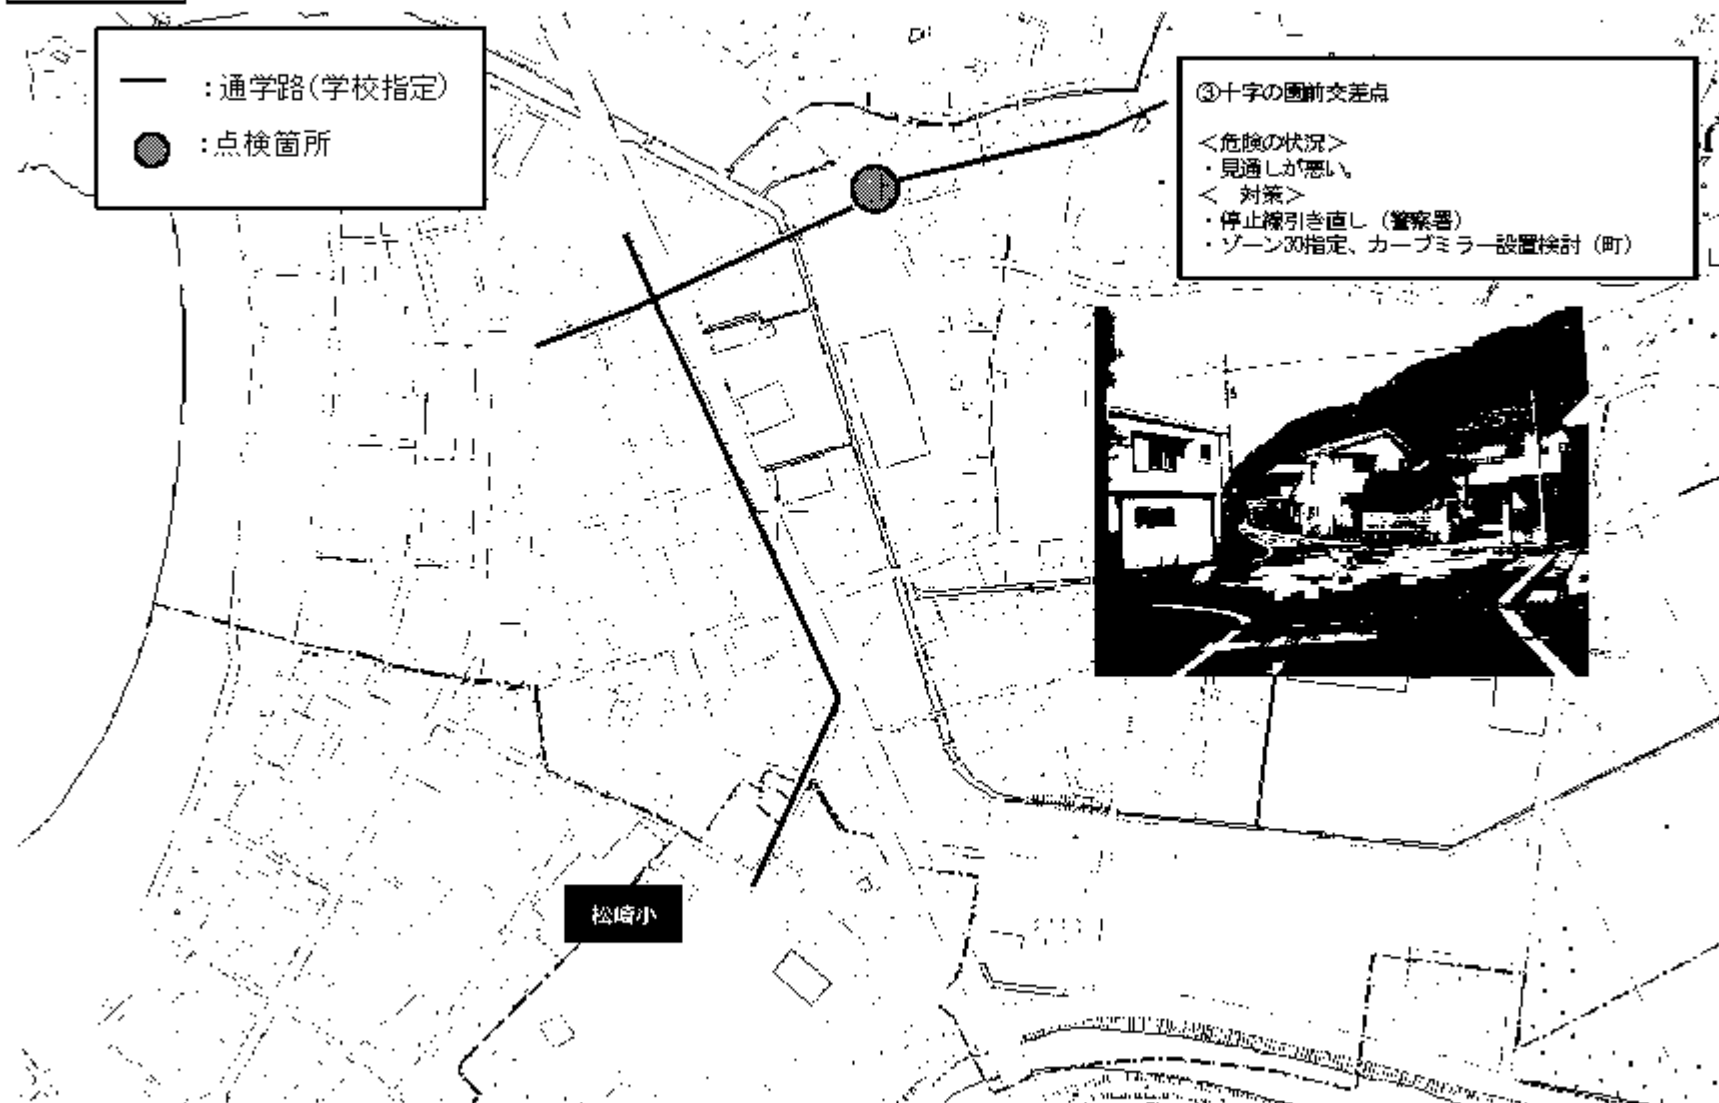 :通学路(学校指定)
:点検箇所
③十字の園前交差点
<危険の状況>
・見通しが悪い。
<　対策>
・停止線引き直し（警察署）
・ゾーン30指定、カーブミラー設置検討（町）
松崎小